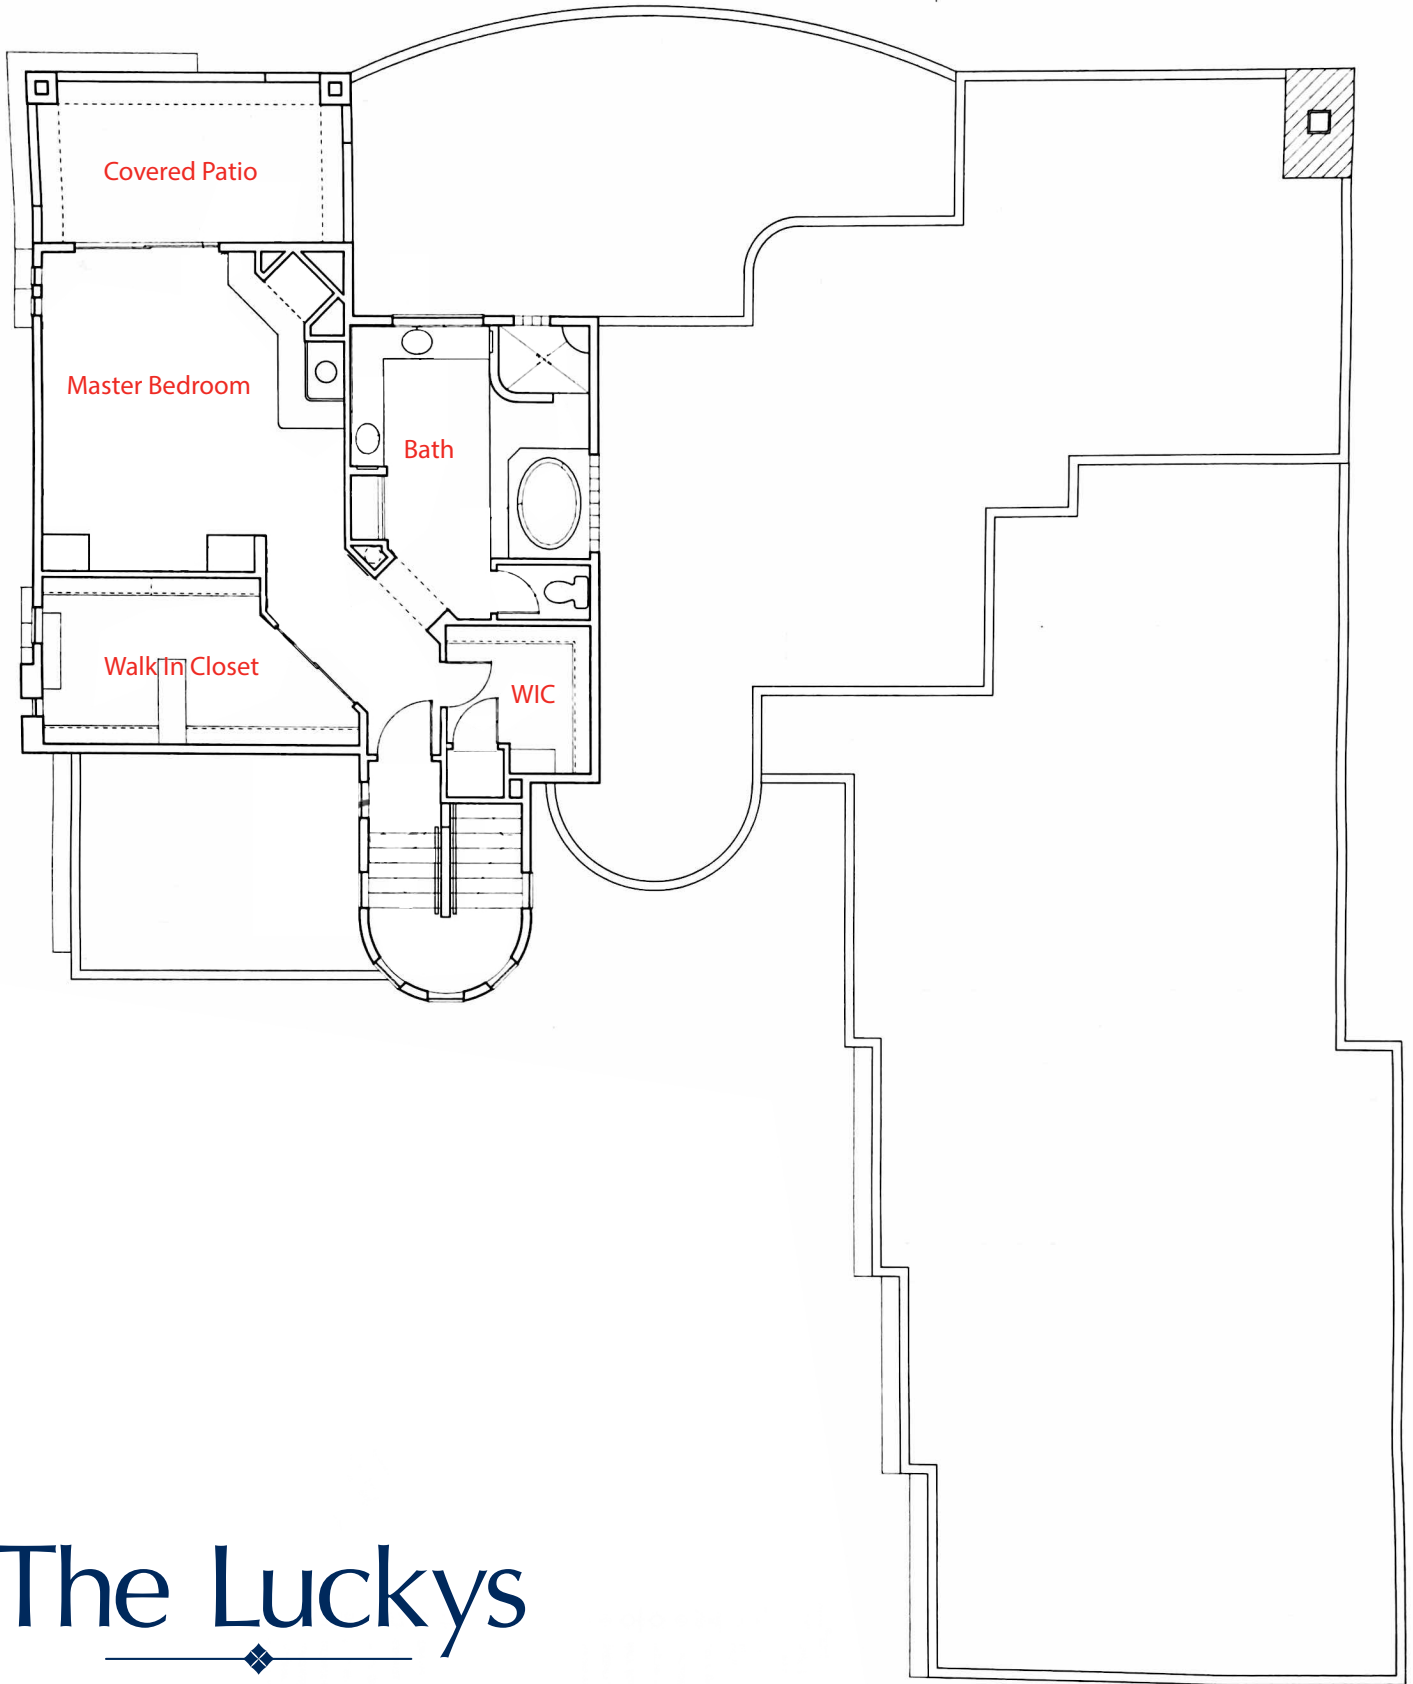 Covered Patio
Master Bedroom
Bath
Walk In Closet
WIC
The Luckys